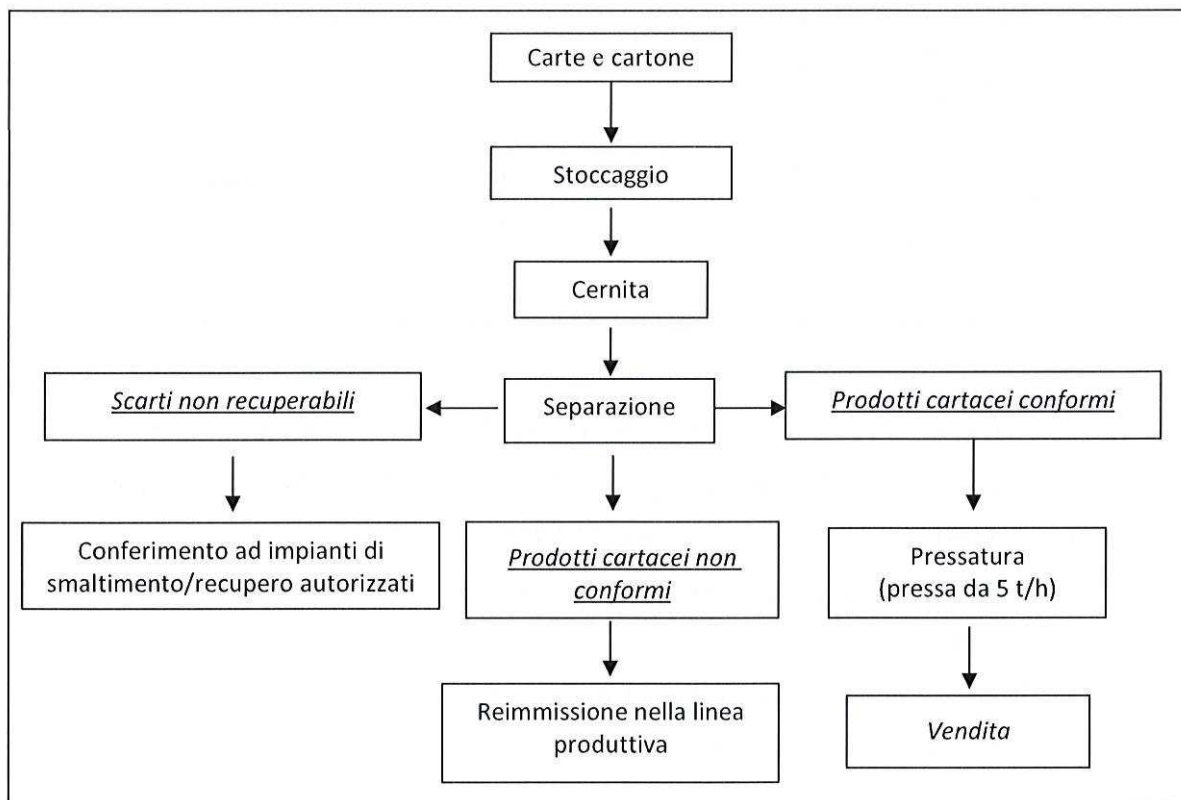 Carte e cartone
Stoccaggio
Cernita
Scarti non recuperabili
Separazione
Prodotti cartacei conformi
Conferimento ad impianti di
smaltimento/recupero autorizzati
Prodotti cartacei non
conformi
Pressatura
(pressa da 5 t/h)
Reimmissione nella linea
produttiva
Vendita